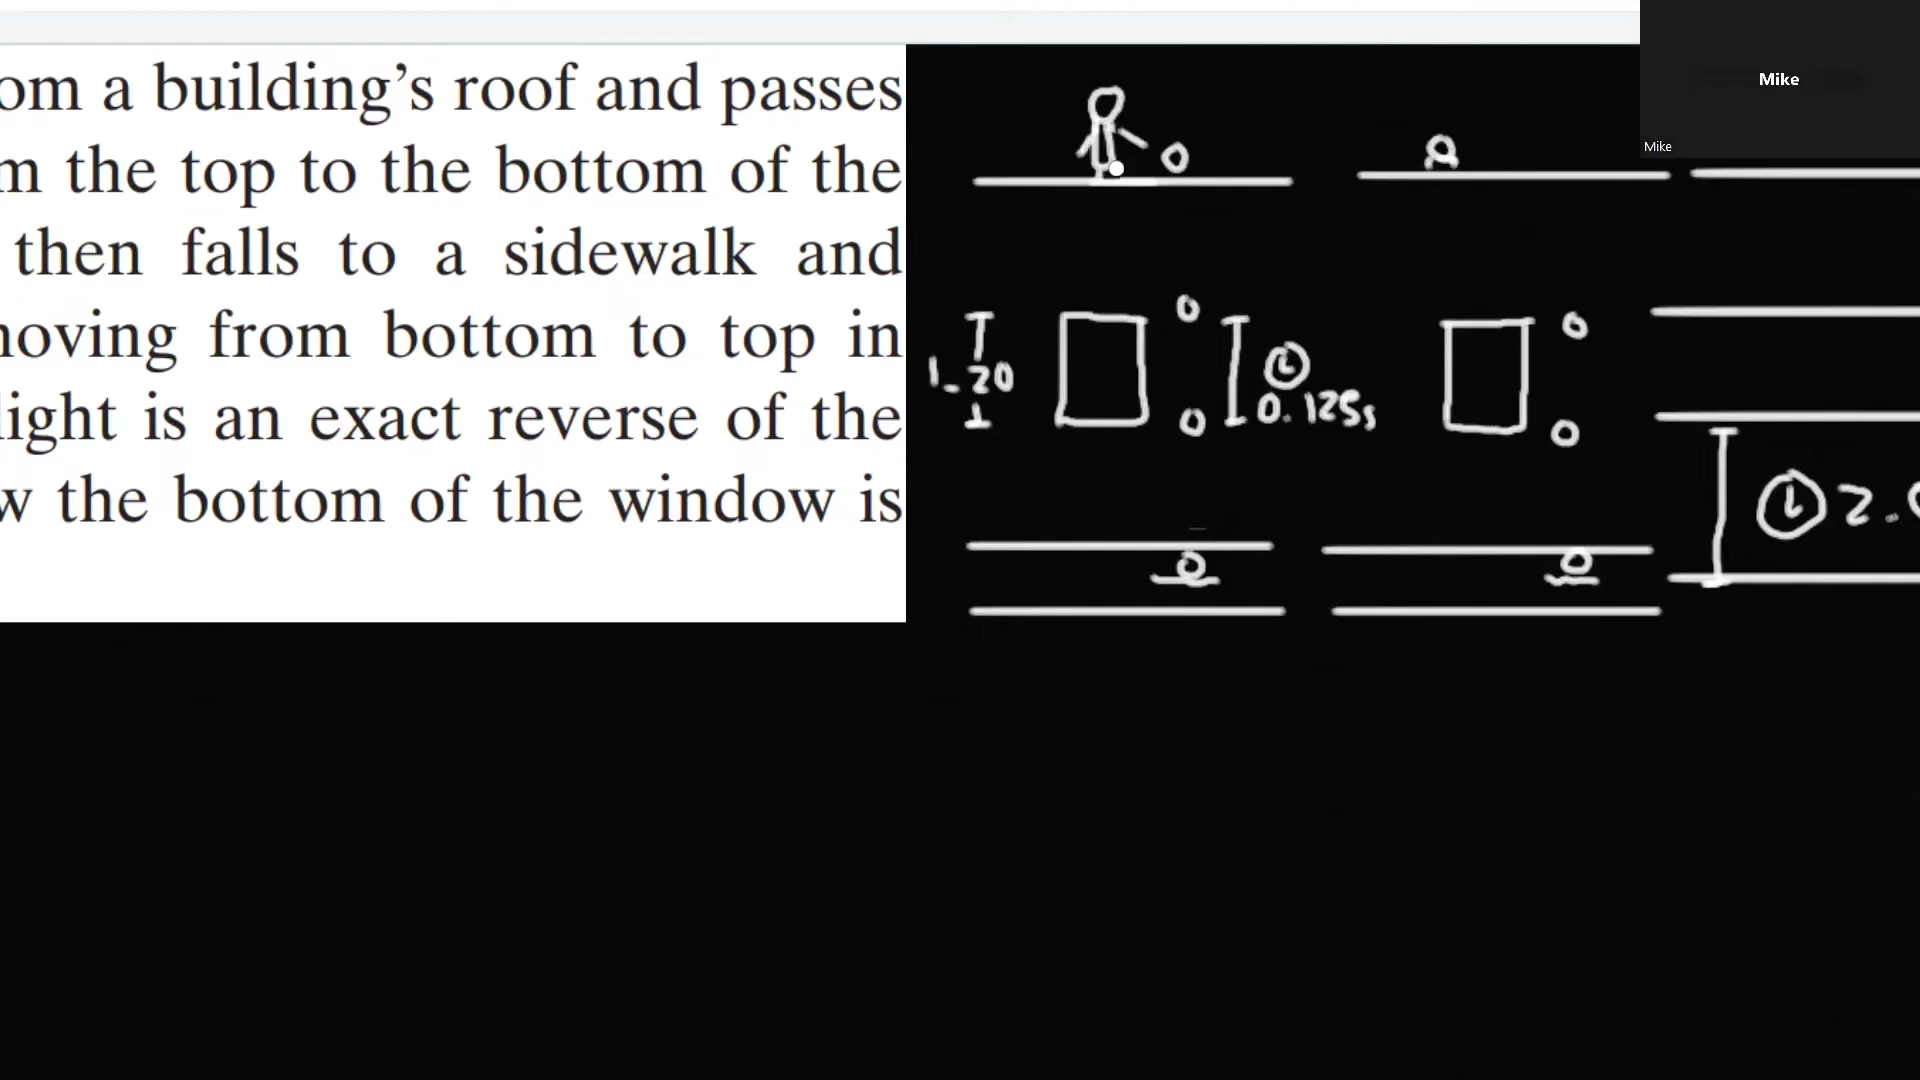 om a building’s roof and passes
m the top to the bottom of the
then falls to a sidewalk and
moving from bottom to top in
light is an exact reverse of the
w the bottom of the window is
Mike
Mike
1.20
0.125s
2.0